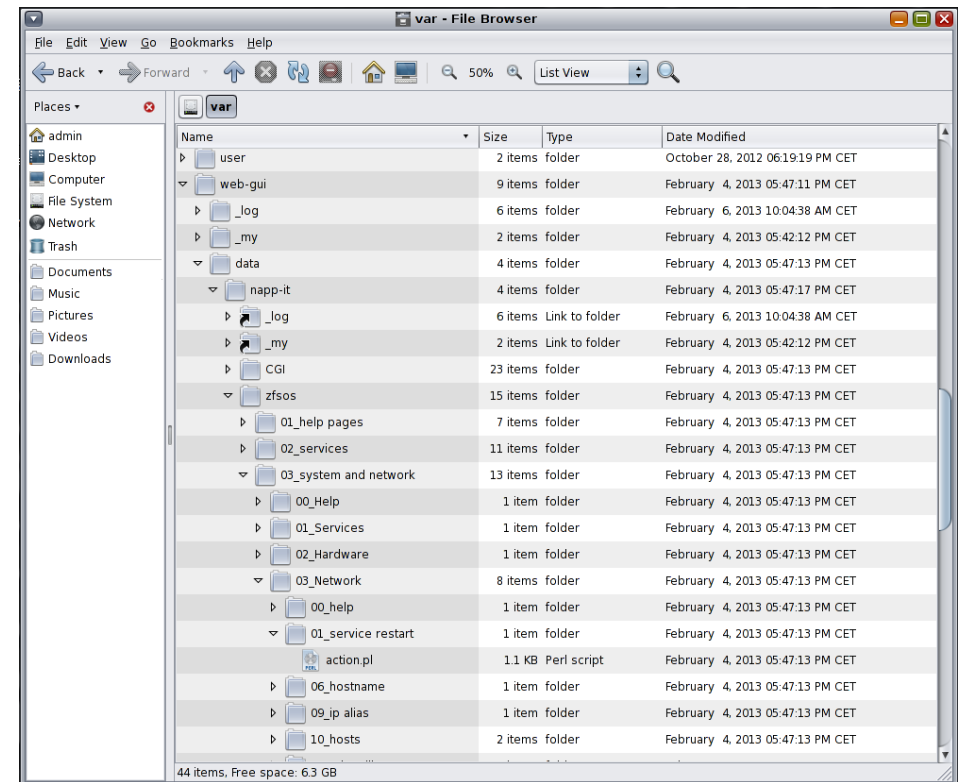 var - File Browser
File Edit View Go Bookmarks Help
Back Forward 50% List View
Places var
Name Size Type Date Modified
admin
Desktop
Computer
File System
Network
Trash
Documents
Music
Pictures
Videos
Downloads
user 2 items folder October 28, 2012 06:19:19 PM CET
web-gui 9 items folder February 4, 2013 05:47:11 PM CET
_log 6 items folder February 6, 2013 10:04:38 AM CET
_my 2 items folder February 4, 2013 05:42:12 PM CET
data 4 items folder February 4, 2013 05:47:13 PM CET
napp-it 4 items folder February 4, 2013 05:47:17 PM CET
_log 6 items Link to folder February 6, 2013 10:04:38 AM CET
_my 2 items Link to folder February 4, 2013 05:42:12 PM CET
CGI 23 items folder February 4, 2013 05:47:13 PM CET
zfsos 15 items folder February 4, 2013 05:47:13 PM CET
01_help pages 7 items folder February 4, 2013 05:47:13 PM CET
02_services 11 items folder February 4, 2013 05:47:13 PM CET
03_system and network 13 items folder February 4, 2013 05:47:13 PM CET
00_Help 1 item folder February 4, 2013 05:47:13 PM CET
01_Services 1 item folder February 4, 2013 05:47:13 PM CET
02_Hardware 1 item folder February 4, 2013 05:47:13 PM CET
03_Network 8 items folder February 4, 2013 05:47:13 PM CET
00_help 1 item folder February 4, 2013 05:47:13 PM CET
01_service restart 1 item folder February 4, 2013 05:47:13 PM CET
action.pl 1.1 KB Perl script February 4, 2013 05:47:13 PM CET
06_hostname 1 item folder February 4, 2013 05:47:13 PM CET
09_ip alias 1 item folder February 4, 2013 05:47:13 PM CET
10_hosts 2 items folder February 4, 2013 05:47:13 PM CET
44 items, Free space: 6.3 GB